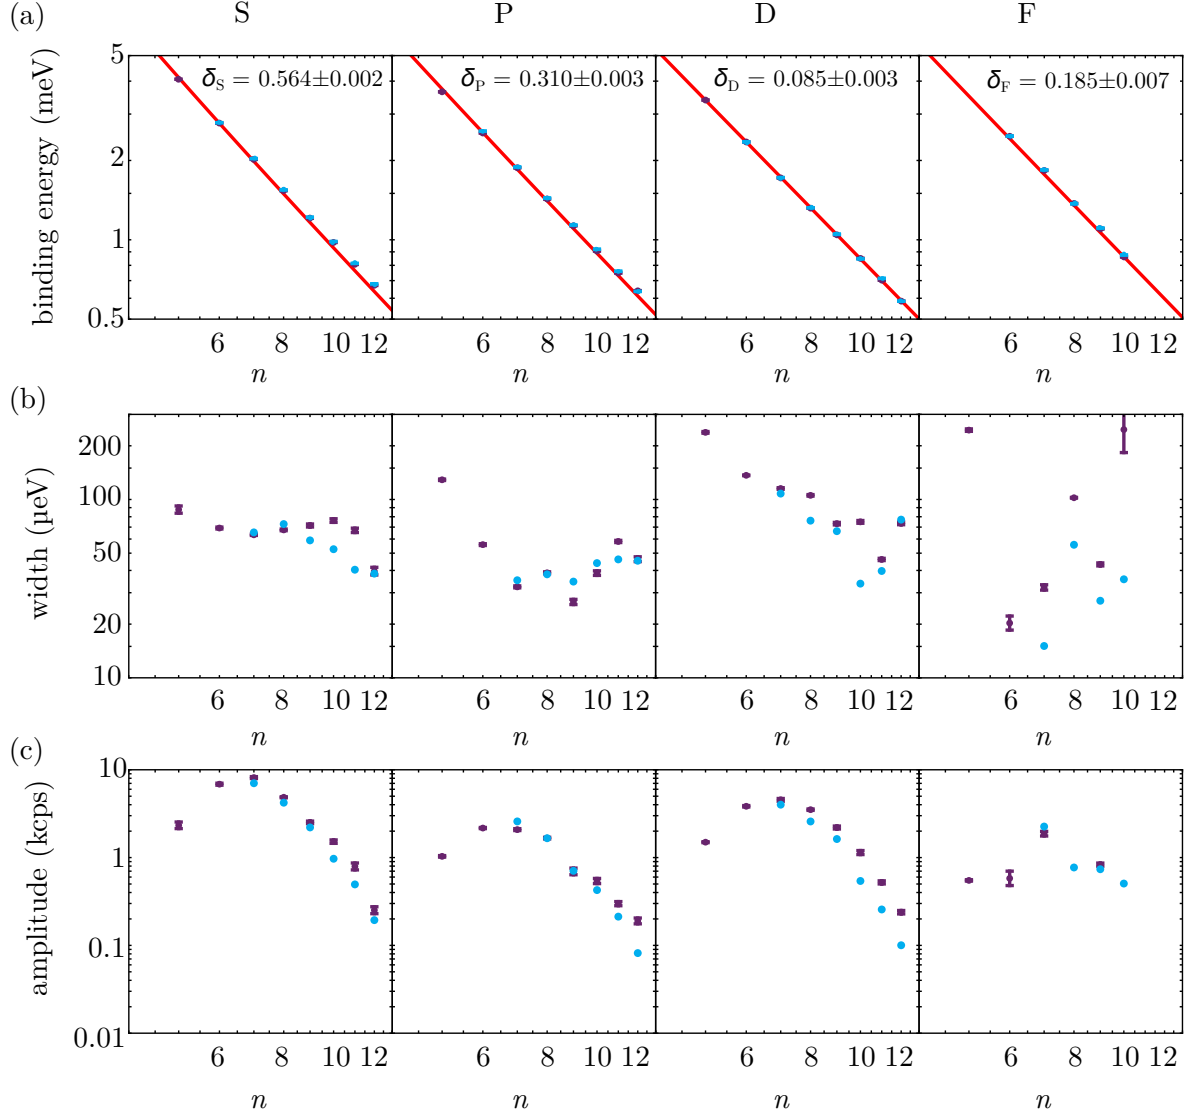 (a) S P D F
binding energy (meV)
5
2
1
0.5
δS = 0.564±0.002
δP = 0.310±0.003
δD = 0.085±0.003
δF = 0.185±0.007
6 8 10 12 6 8 10 12 6 8 10 12 6 8 10 12
n n n n
(b)
width (µeV)
200
100
50
20
10
6 8 10 12 6 8 10 12 6 8 10 12 6 8 10 12
n n n n
(c)
amplitude (kcps)
10
1
0.1
0.01
6 8 10 12 6 8 10 12 6 8 10 12 6 8 10 12
n n n n